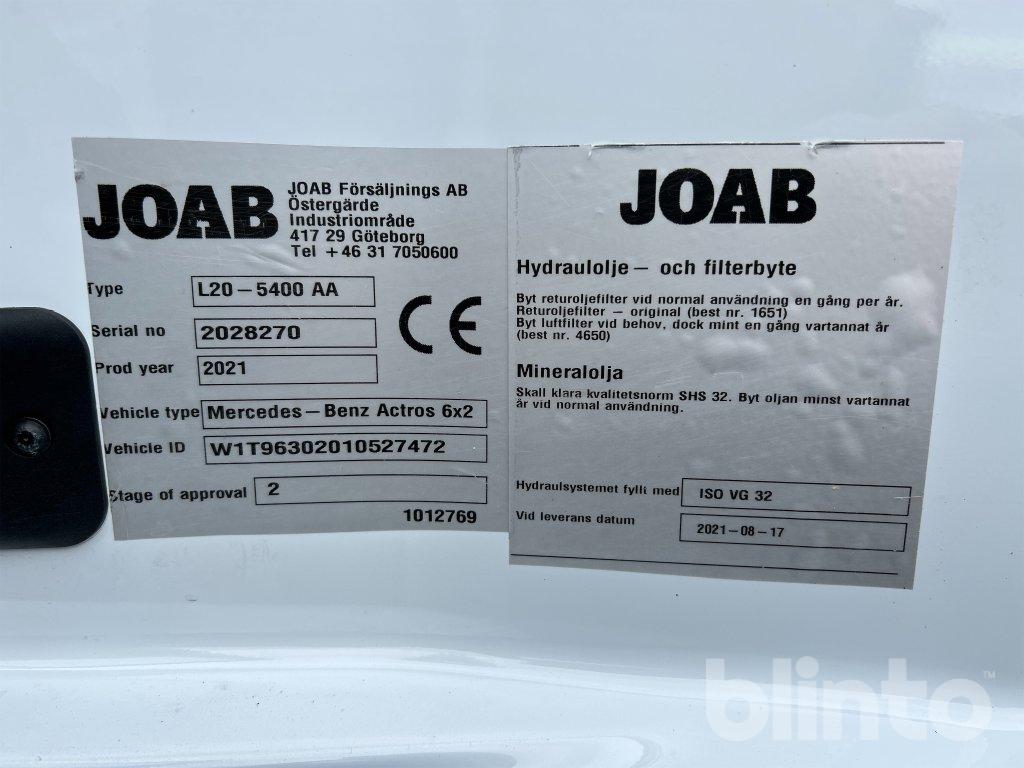 JOAB
JOAB Försäljnings AB
Östergärde
Industriområde
417 29 Göteborg
Tel +46 31 7050600
Type L20-5400 AA
Serial no 2028270
Prod year 2021
CE
Vehicle type Mercedes-Benz Actros 6x2
Vehicle ID W1T96302010527472
Stage of approval 2
1012769
JOAB
Hydraulolje - och filterbyte
Byt returoljefilter vid normal användning en gång per år.
Returoljfilter - original (best nr. 1651)
Byt luftfilter vid behov, dock mint en gång vartannat år
(best nr. 4650)
Mineralolja
Skall klara kvalitetsnorm SHS 32. Byt oljan minst vartannat
år vid normal användning.
Hydraulsystemet fylli med ISO VG 32
Vid leverans datum 2021-08-17
blinto™